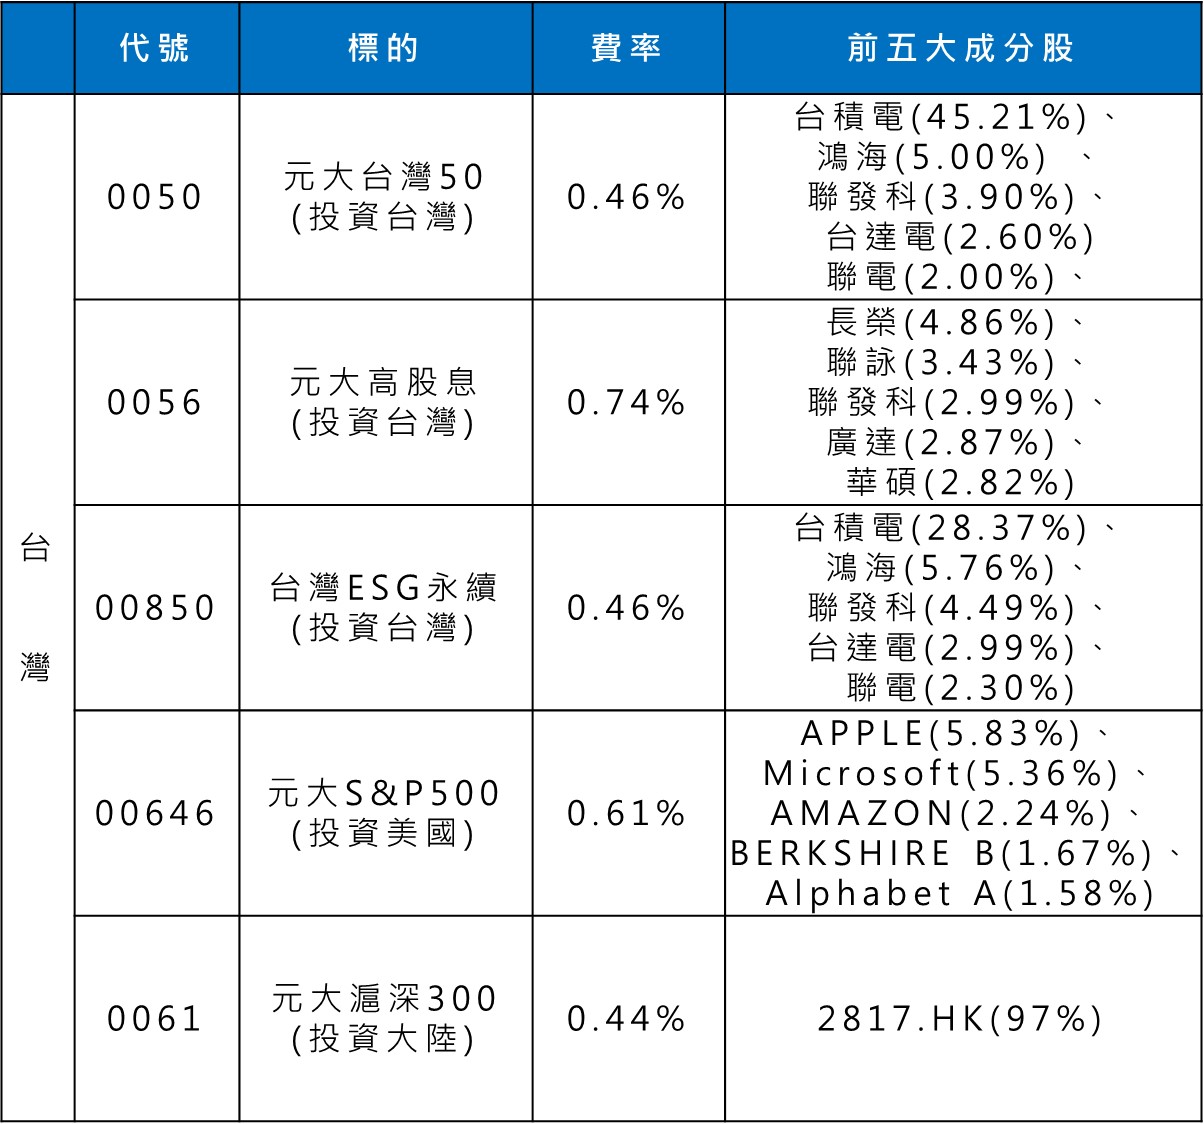 代號 標的 費率 前五大成分股
台
灣
0050
元大台灣50
(投資台灣)
0.46%
台積電(45.21%)、
鴻海(5.00%) 、
聯發科(3.90%)、
台達電(2.60%)
聯電(2.00%)、
0056
元大高股息
(投資台灣)
0.74%
長榮(4.86%)、
聯詠(3.43%)、
聯發科(2.99%)、
廣達(2.87%)、
華碩(2.82%)
00850
台灣ESG永續
(投資台灣)
0.46%
台積電(28.37%)、
鴻海(5.76%)、
聯發科(4.49%)、
台達電(2.99%)、
聯電(2.30%)
00646
元大S&P500
(投資美國)
0.61%
APPLE(5.83%)、
Microsoft(5.36%)、
AMAZON(2.24%)、
BERKSHIRE B(1.67%)、
Alphabet A(1.58%)
0061
元大滬深300
(投資大陸)
0.44%
2817.HK(97%)